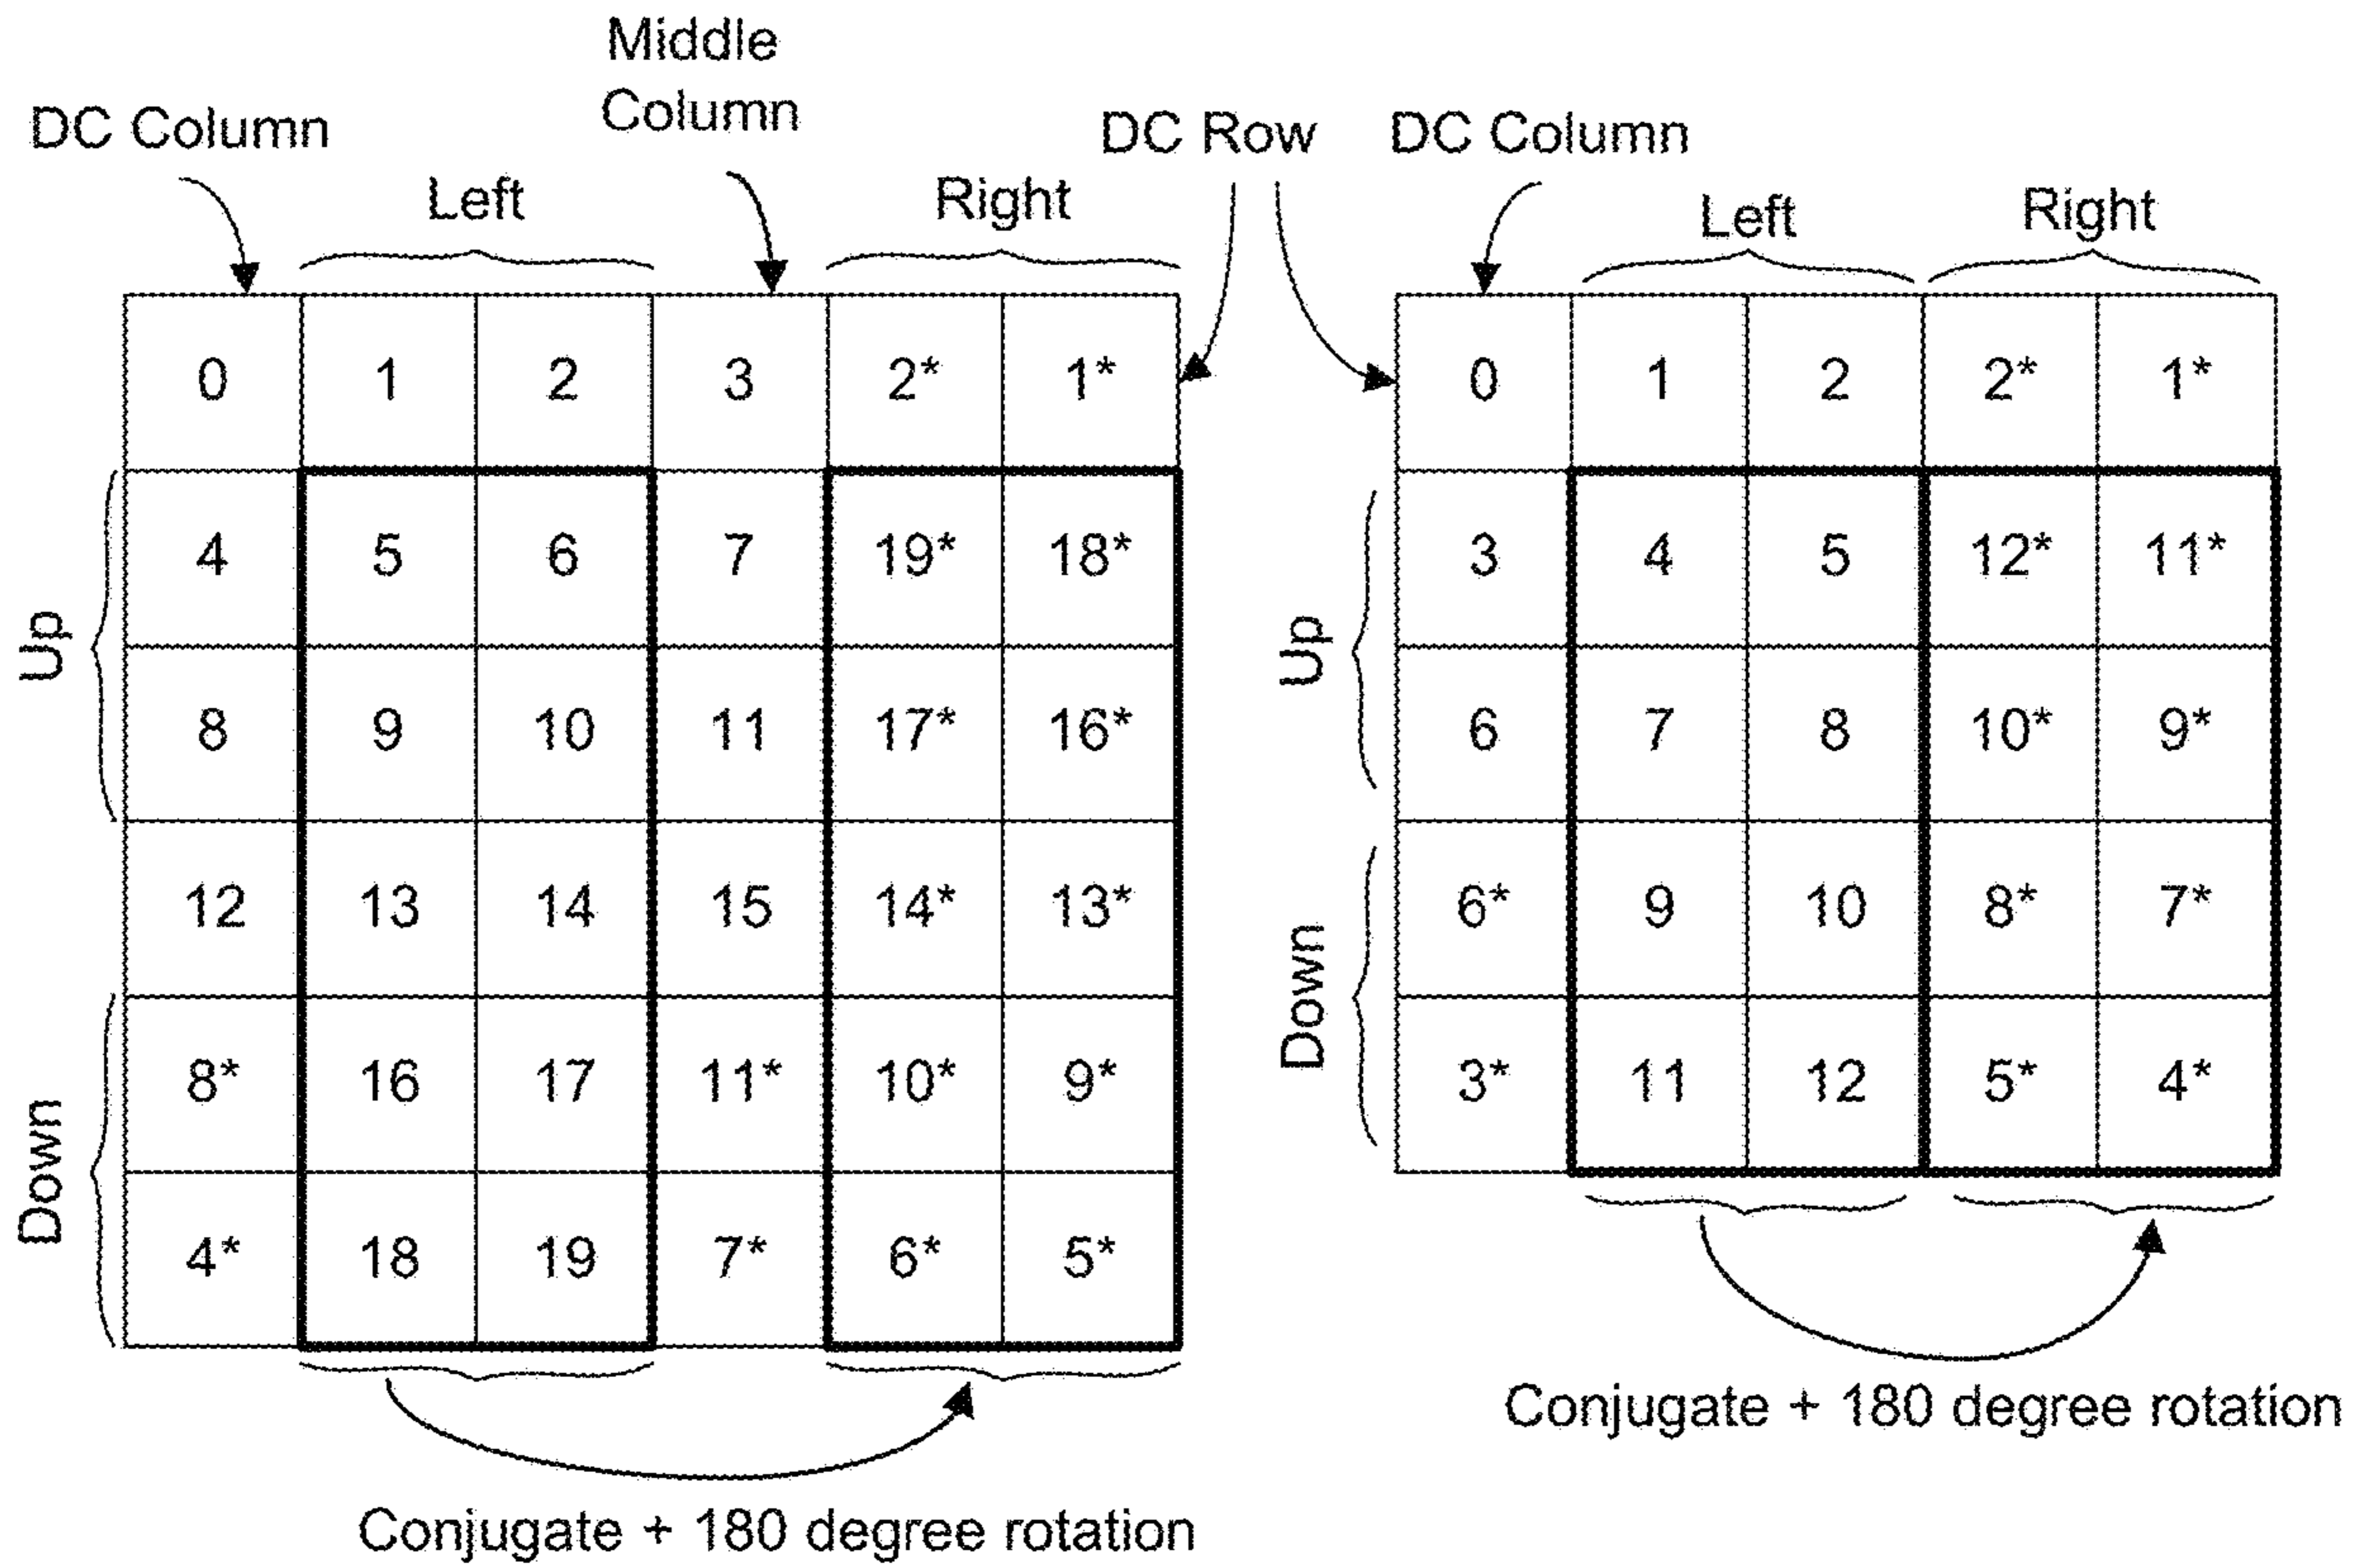 Middle
Column
DC Column
DC Row
DC Column
Left
Right
Left
Right
0 1 2 3 2* 1*
4 5 6 7 19* 18*
8 9 10 11 17* 16*
12 13 14 15 14* 13*
8* 16 17 11* 10* 9*
4* 18 19 7* 6* 5*
Up
Down
Conjugate + 180 degree rotation
0 1 2 2* 1*
3 4 5 12* 11*
6 7 8 10* 9*
6* 9 10 8* 7*
3* 11 12 5* 4*
Up
Down
Conjugate + 180 degree rotation